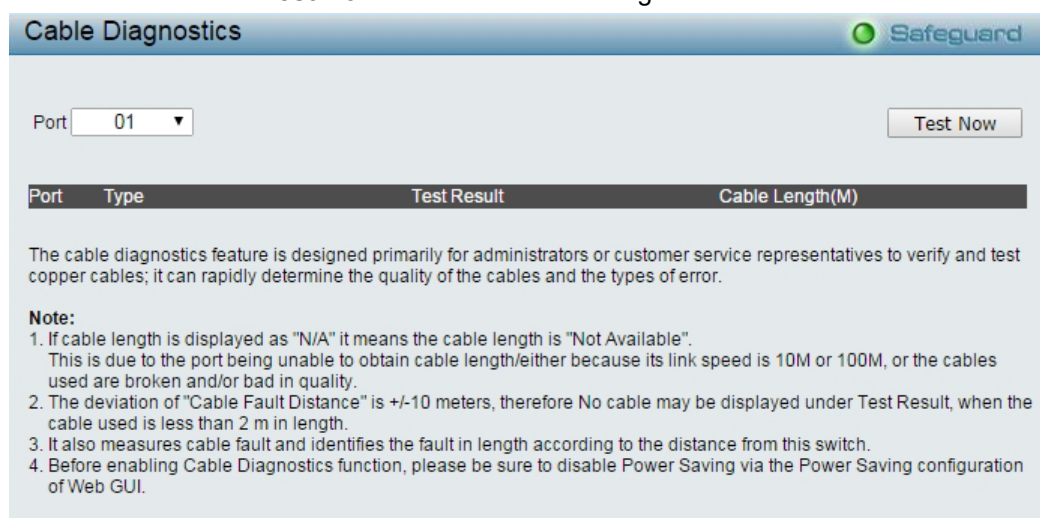 Cable Diagnostics
Safeguard
Port 01
Test Now
Port Type Test Result Cable Length(M)
The cable diagnostics feature is designed primarily for administrators or customer service representatives to verify and test
copper cables; it can rapidly determine the quality of the cables and the types of error.
Note:
1. If cable length is displayed as "N/A" it means the cable length is "Not Available".
This is due to the port being unable to obtain cable length/either because its link speed is 10M or 100M, or the cables
used are broken and/or bad in quality.
2. The deviation of "Cable Fault Distance" is +/-10 meters, therefore No cable may be displayed under Test Result, when the
cable used is less than 2 m in length.
3. It also measures cable fault and identifies the fault in length according to the distance from this switch.
4. Before enabling Cable Diagnostics function, please be sure to disable Power Saving via the Power Saving configuration
of Web GUI.